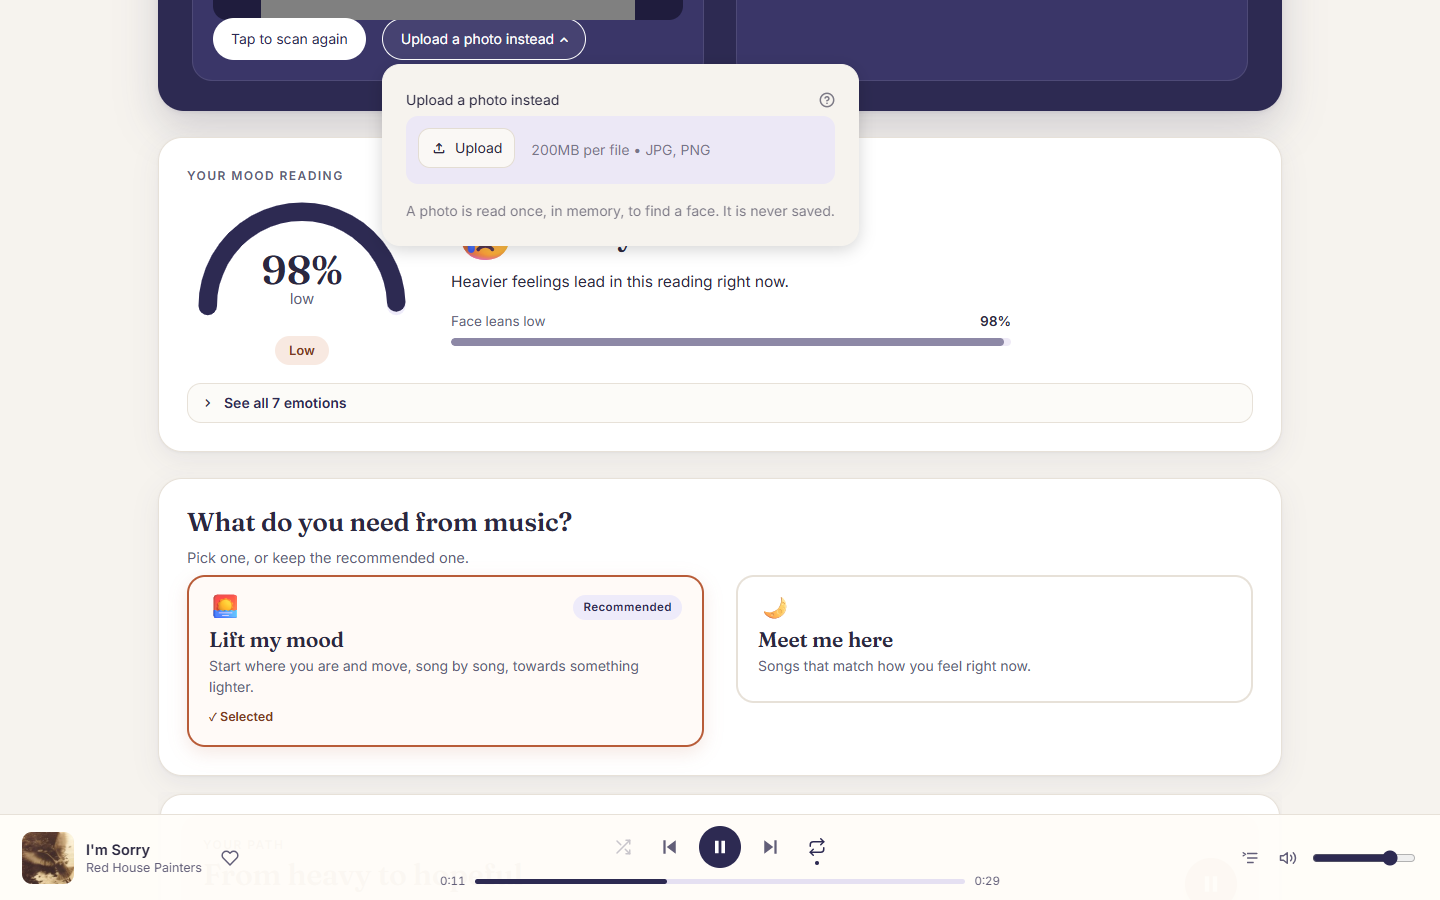 Tap to scan again
Upload a photo instead
Upload a photo instead
Upload
200MB per file • JPG, PNG
A photo is read once, in memory, to find a face. It is never saved.
YOUR MOOD READING
98%
low
Low
Heavier feelings lead in this reading right now.
Face leans low
98%
See all 7 emotions
What do you need from music?
Pick one, or keep the recommended one.
Recommended
Lift my mood
Start where you are and move, song by song, towards something
lighter.
✓ Selected
Meet me here
Songs that match how you feel right now.
From heavy to hopeful
I'm Sorry
Red House Painters
0:11
0:29